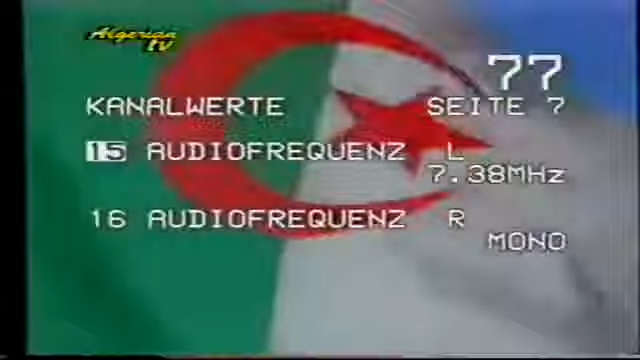 Algerian
tv
77
KANALWERTE SEITE 7
15 AUDIOFREQUENZ L
7.38MHz
16 AUDIOFREQUENZ R
MONO